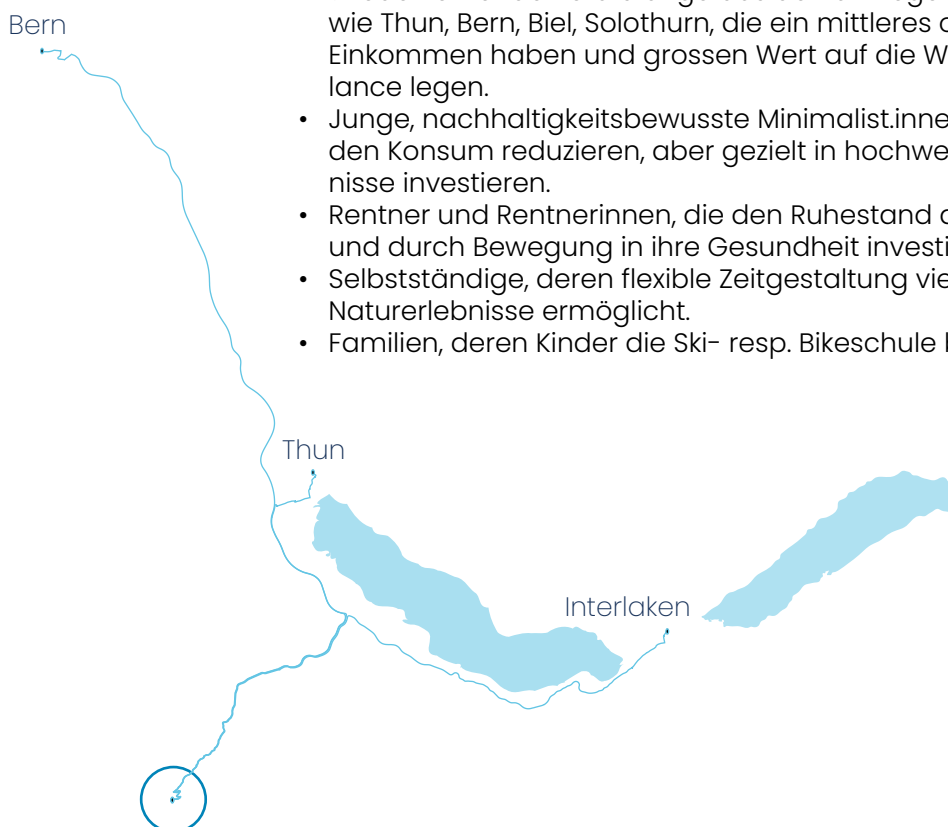 Bern
wie Thun, Bern, Biel, Solothurn, die ein mittleres
Einkommen haben und grossen Wert auf die W
lance legen.
• Junge, nachhaltigkeitsbewusste Minimalist.inne
den Konsum reduzieren, aber gezielt in hochwe
nisse investieren.
• Rentner und Rentnerinnen, die den Ruhestand
und durch Bewegung in ihre Gesundheit investi
• Selbstständige, deren flexible Zeitgestaltung vie
Naturerlebnisse ermöglicht.
• Familien, deren Kinder die Ski- resp. Bikeschule
Thun
Interlaken